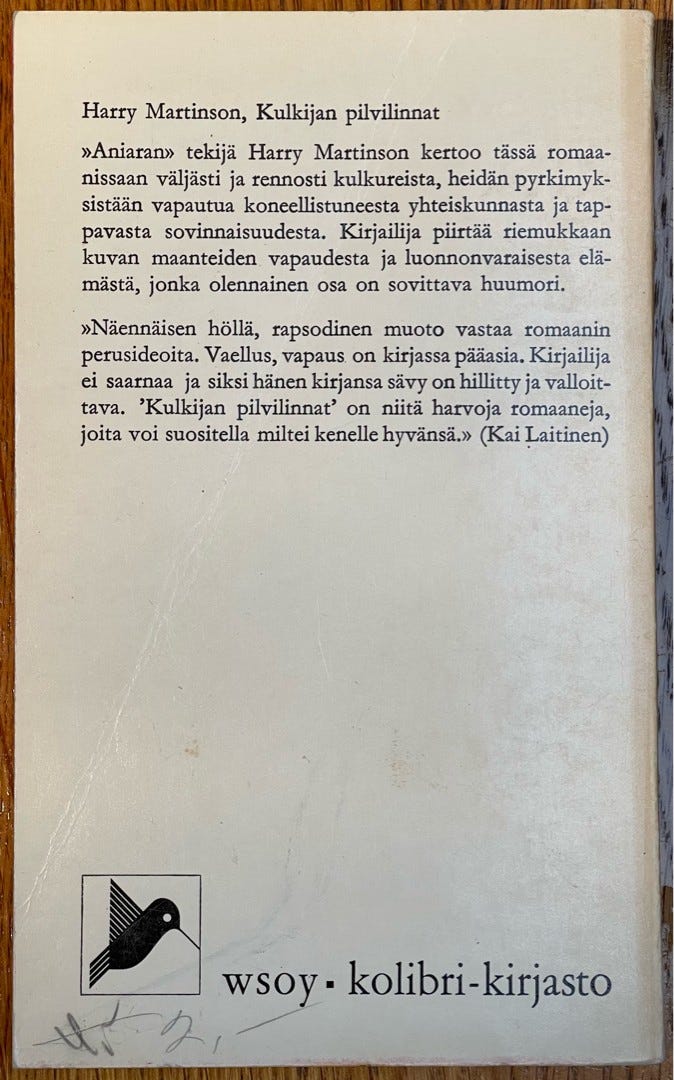 Harry Martinson, Kulkijan pilvilinnat
»Aniaran» tekijä Harry Martinson kertoo tässä romaa-
nissaan väljästi ja rennosti kulkureista, heidän pyrkimyk-
sistään vapautua koneellistuneesta yhteiskunnasta ja tap-
pavasta sovinnaisuudesta. Kirjailija piirtää riemukkaan
kuvan maanteiden vapaudesta ja luonnonvaraisesta elä-
mästä, jonka olennainen osa on sovittava huumori.
»Näennäisen höllä, rapsodinen muoto vastaa romaanin
perusideoita. Vaellus, vapaus on kirjassa pääasia. Kirjailija
ei saarnaa ja siksi hänen kirjansa sävy on hillitty ja valloit-
tava. ’Kulkijan pilvilinnat’ on niitä harvoja romaaneja,
joita voi suositella miltei kenelle hyvänsä.» (Kai Laitinen)
wsoy ▪ kolibri-kirjasto
2,-